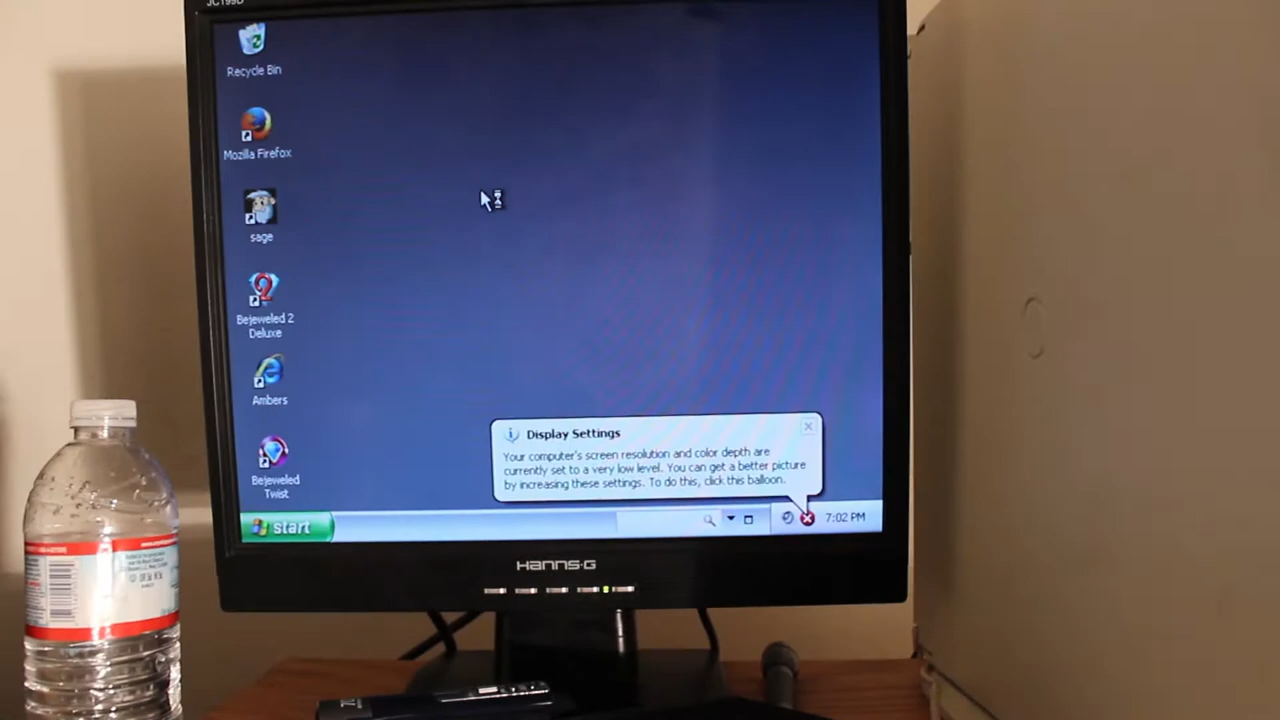 JC199D
Recycle Bin
Mozilla Firefox
sage
Bejeweled 2
Deluxe
Ambers
Bejeweled
Twist
Display Settings
Your computer's screen resolution and color depth are
currently set to a very low level. You can get a better picture
by increasing these settings. To do this, click this balloon.
start
7:02 PM
HANNS·G